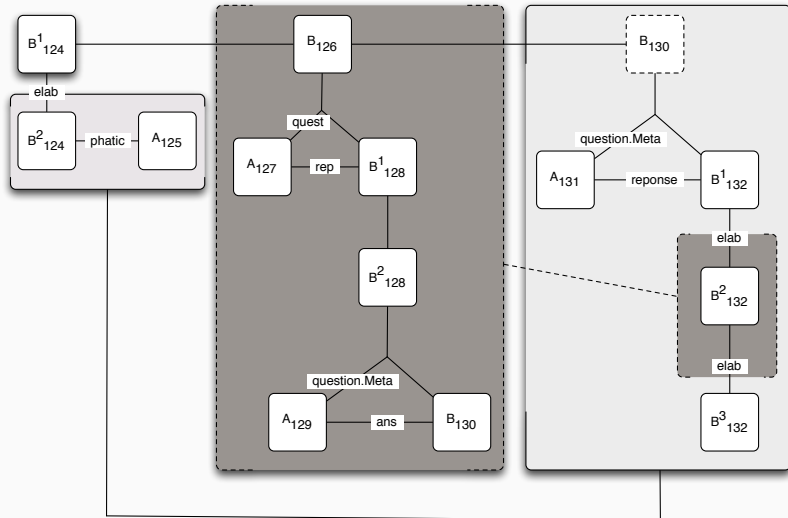 B¹₁₂₄
B₁₂₆
B₁₃₀
elab
B²₁₂₄
phatic
A₁₂₅
quest
A₁₂₇
rep
B¹₁₂₈
question.Meta
A₁₃₁
reponse
B¹₁₃₂
elab
B²₁₂₈
B²₁₃₂
elab
question.Meta
A₁₂₉
ans
B₁₃₀
B³₁₃₂